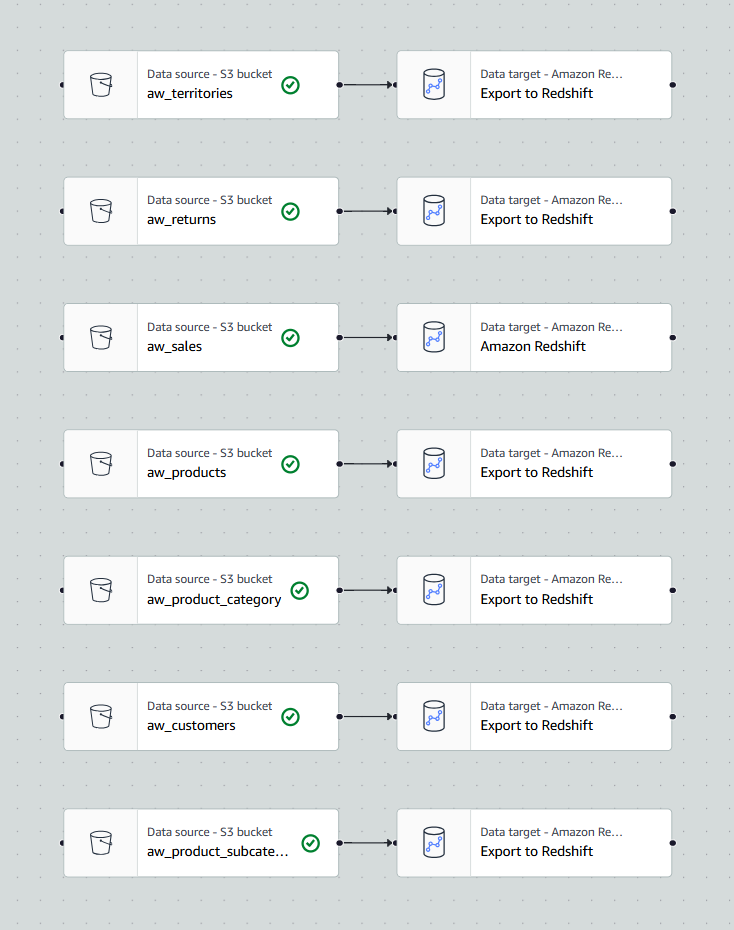 Data source - S3 bucket
aw_territories
Data target - Amazon Re...
Export to Redshift
Data source - S3 bucket
aw_returns
Data target - Amazon Re...
Export to Redshift
Data source - S3 bucket
aw_sales
Data target - Amazon Re...
Amazon Redshift
Data source - S3 bucket
aw_products
Data target - Amazon Re...
Export to Redshift
Data source - S3 bucket
aw_product_category
Data target - Amazon Re...
Export to Redshift
Data source - S3 bucket
aw_customers
Data target - Amazon Re...
Export to Redshift
Data source - S3 bucket
aw_product_subcate...
Data target - Amazon Re...
Export to Redshift